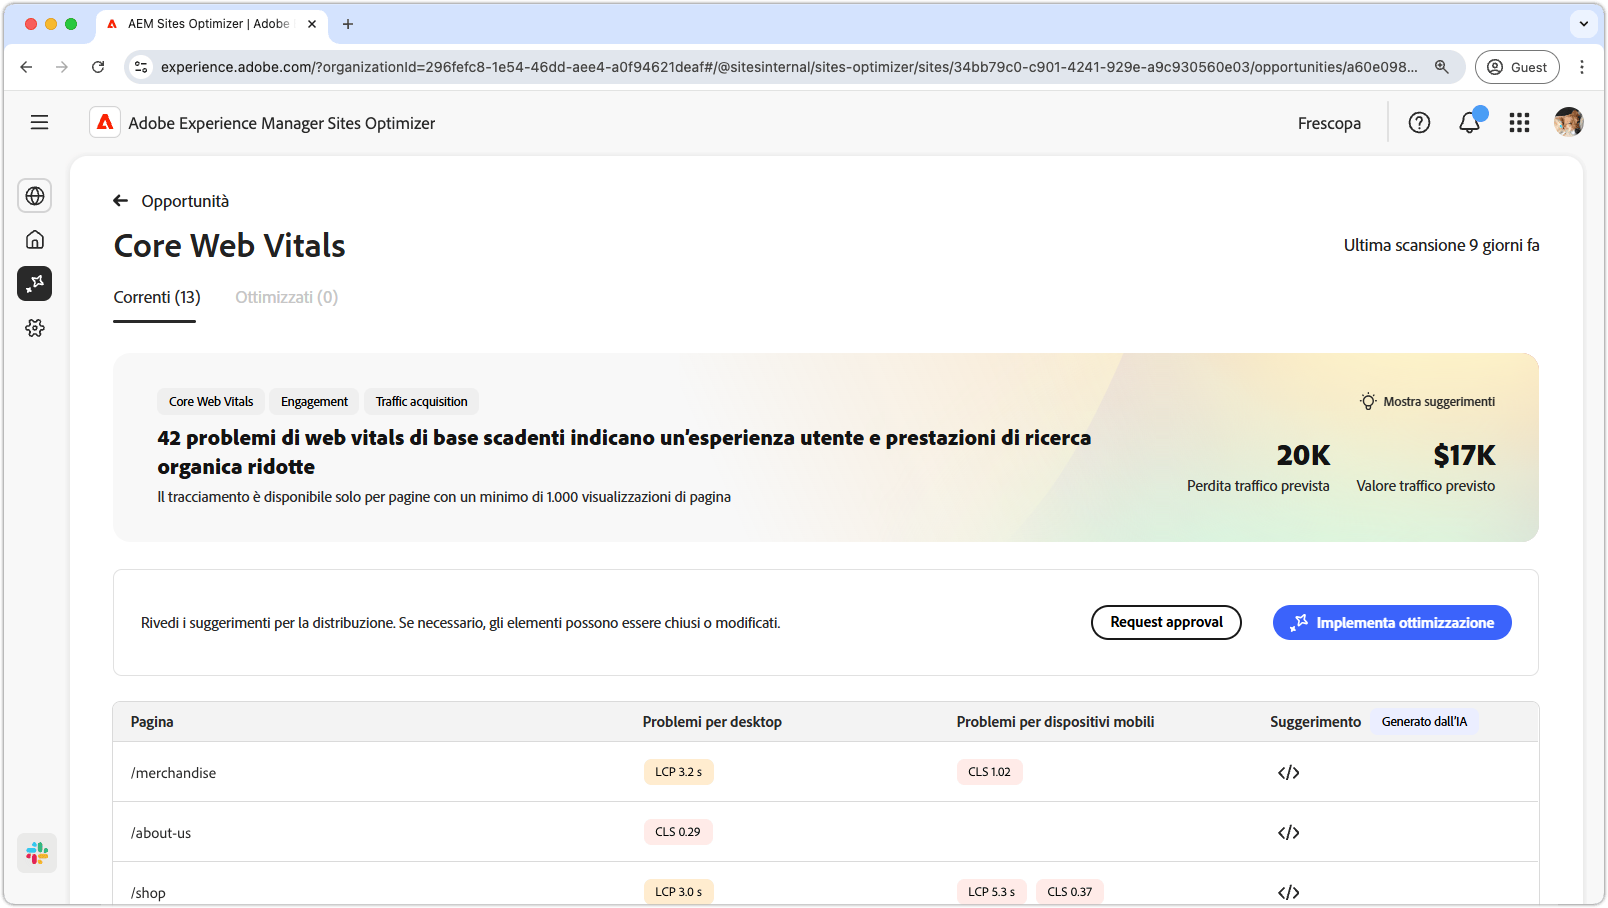 AEM Sites Optimizer | Adobe
experience.adobe.com/?organizationId=296fefc8-1e54-46dd-aee4-a0f94621deaf#/@sitesinternal/sites-optimizer/sites/34bb79c0-c901-4241-929e-a9c930560e03/opportunities/a60e098...
Guest
Adobe Experience Manager Sites Optimizer
Frescopa
Opportunità
Core Web Vitals
Ultima scansione 9 giorni fa
Correnti (13)
Ottimizzati (0)
Core Web Vitals
Engagement
Traffic acquisition
Mostra suggerimenti
42 problemi di web vitals di base scadenti indicano un'esperienza utente e prestazioni di ricerca
organica ridotte
Il tracciamento è disponibile solo per pagine con un minimo di 1.000 visualizzazioni di pagina
20K
Perdita traffico prevista
$17K
Valore traffico previsto
Rivedi i suggerimenti per la distribuzione. Se necessario, gli elementi possono essere chiusi o modificati.
Request approval
Implementa ottimizzazione
Pagina
Problemi per desktop
Problemi per dispositivi mobili
Suggerimento
Generato dall'IA
/merchandise
LCP 3.2 s
CLS 1.02
/about-us
CLS 0.29
/shop
LCP 3.0 s
LCP 5.3 s
CLS 0.37